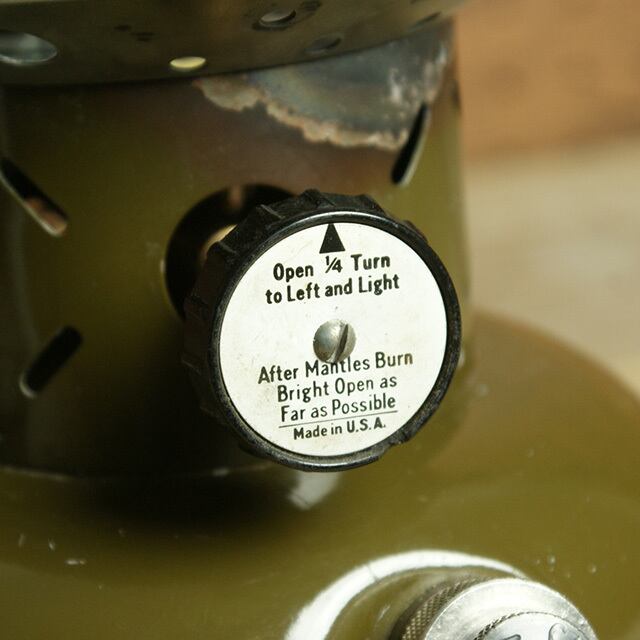 Open ¼ Turn
to Left and Light
After Mantles Burn
Bright Open as
Far as Possible
Made in U.S.A.